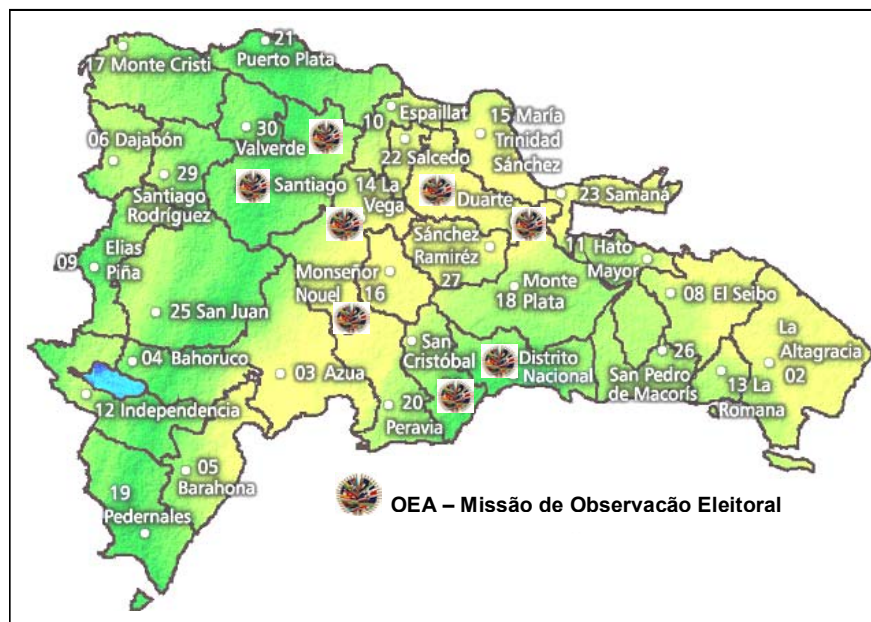 21
Puerto Plata
17 Monte Cristi
10
Espaillat
15 María
Trinidad
Sánchez
06 Dajabón
30
Valverde
22 Salcedo
29
Santiago
Rodríguez
Santiago
14 La
Vega
Duarte
23 Samaná
09
Elias
Piña
Sánchez
Ramiréz
27
11 Hato
Mayor
Monseñor
Nouel
16
Monte
18 Plata
08 El Seibo
25 San Juan
La
Altagracia
02
04 Bahoruco
San
Cristóbal
Distrito
Nacional
26
San Pedro
de Macorís
03 Azua
13 La
Romana
12 Independencia
20
Peravia
05
Barahona
19
Pedernales
OEA – Missão de Observacão Eleitoral